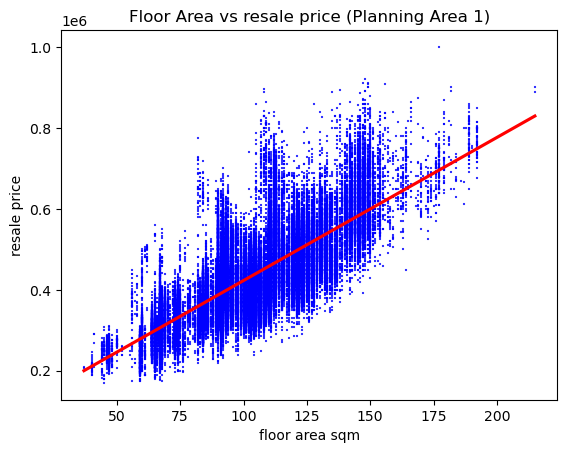 Floor Area vs resale price (Planning Area 1)
1e6
1.0
0.8
0.6
0.4
0.2
resale price
50 75 100 125 150 175 200
floor area sqm